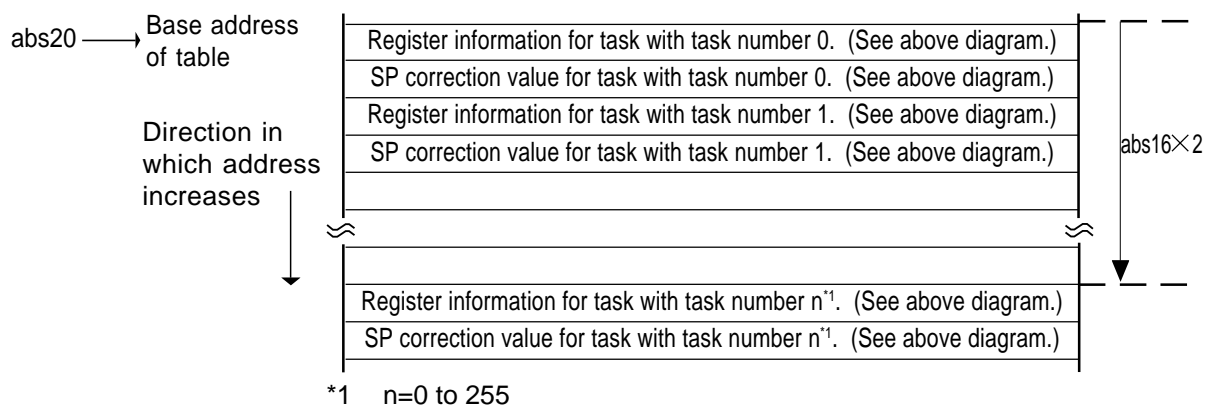 abs20
Base address
of table
Register information for task with task number 0. (See above diagram.)
SP correction value for task with task number 0. (See above diagram.)
Register information for task with task number 1. (See above diagram.)
SP correction value for task with task number 1. (See above diagram.)
Direction in
which address
increases
abs16×2
Register information for task with task number n*1. (See above diagram.)
SP correction value for task with task number n*1. (See above diagram.)
*1 n=0 to 255